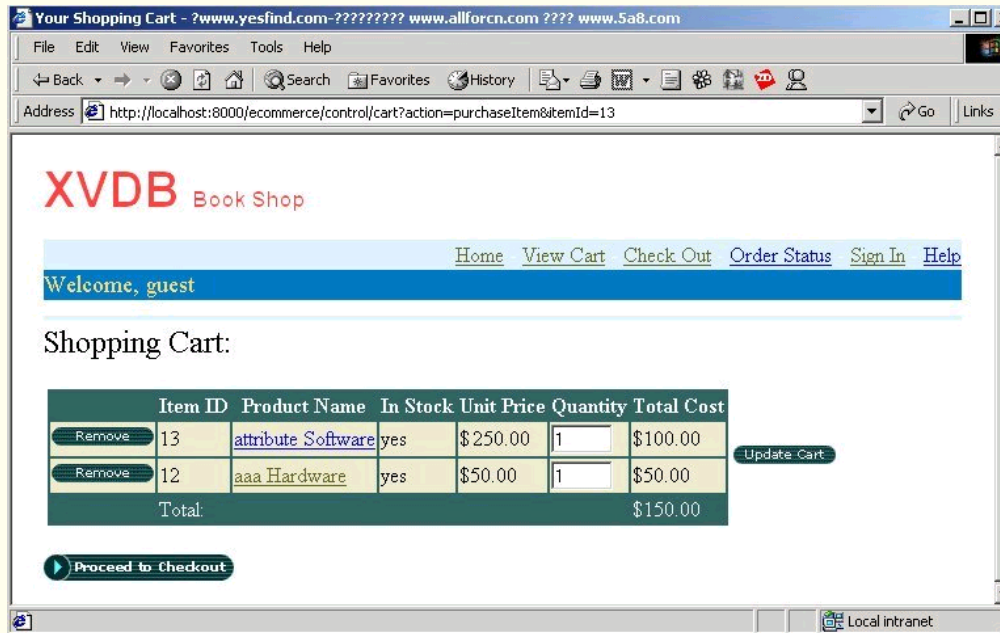 Your Shopping Cart - ?www.yesfind.com-????????? www.allforcn.com ???? www.5a8.com
File Edit View Favorites Tools Help
Back Search Favorites History
Address http://localhost:8000/ecommerce/control/cart?action=purchaseItem&itemId=13 Go Links
XVDB Book Shop
Home View Cart Check Out Order Status Sign In Help
Welcome, guest
Shopping Cart:
Item ID Product Name In Stock Unit Price Quantity Total Cost
Remove 13 attribute Software yes $250.00 1 $100.00
Update Cart
Remove 12 aaa Hardware yes $50.00 1 $50.00
Total: $150.00
Proceed to Checkout
Local intranet